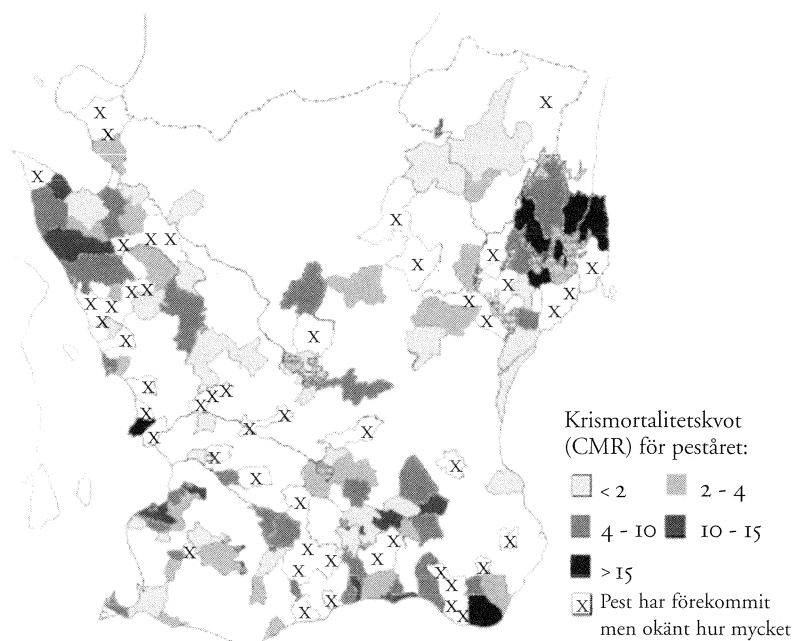 Krismortalitetskvot
(CMR) för peståret:
< 2 2 - 4
4 - 10 10 - 15
> 15
X Pest har förekommit
men okänt hur mycket